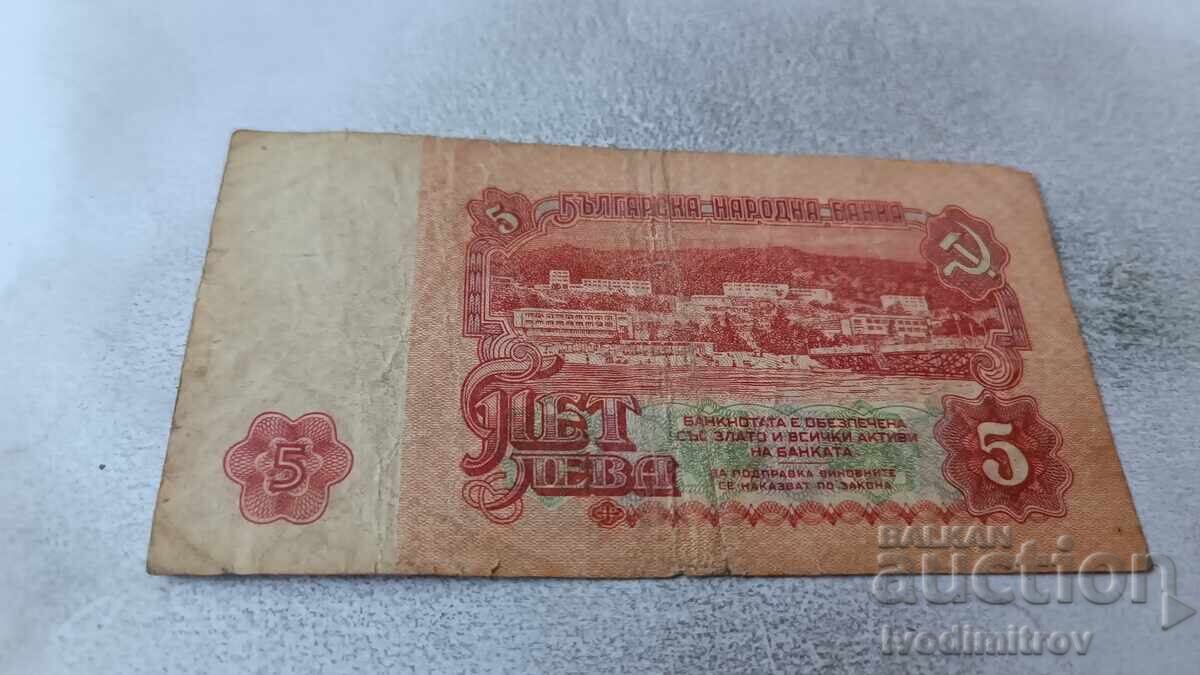 5 БЪЛГАРСКА НАРОДНА БАНКА
ПЕТ
ЛЕВА
БАНКНОТАТА Е ОБЕЗПЕЧЕНА
СЪС ЗЛАТО И ВСИЧКИ АКТИВИ
НА БАНКАТА
ЗА ПОДПРАВКА ВИНОВНИТЕ
СЕ НАКАЗВАТ ПО ЗАКОНА
5
5
BALKAN
auction
Ivodimitrov